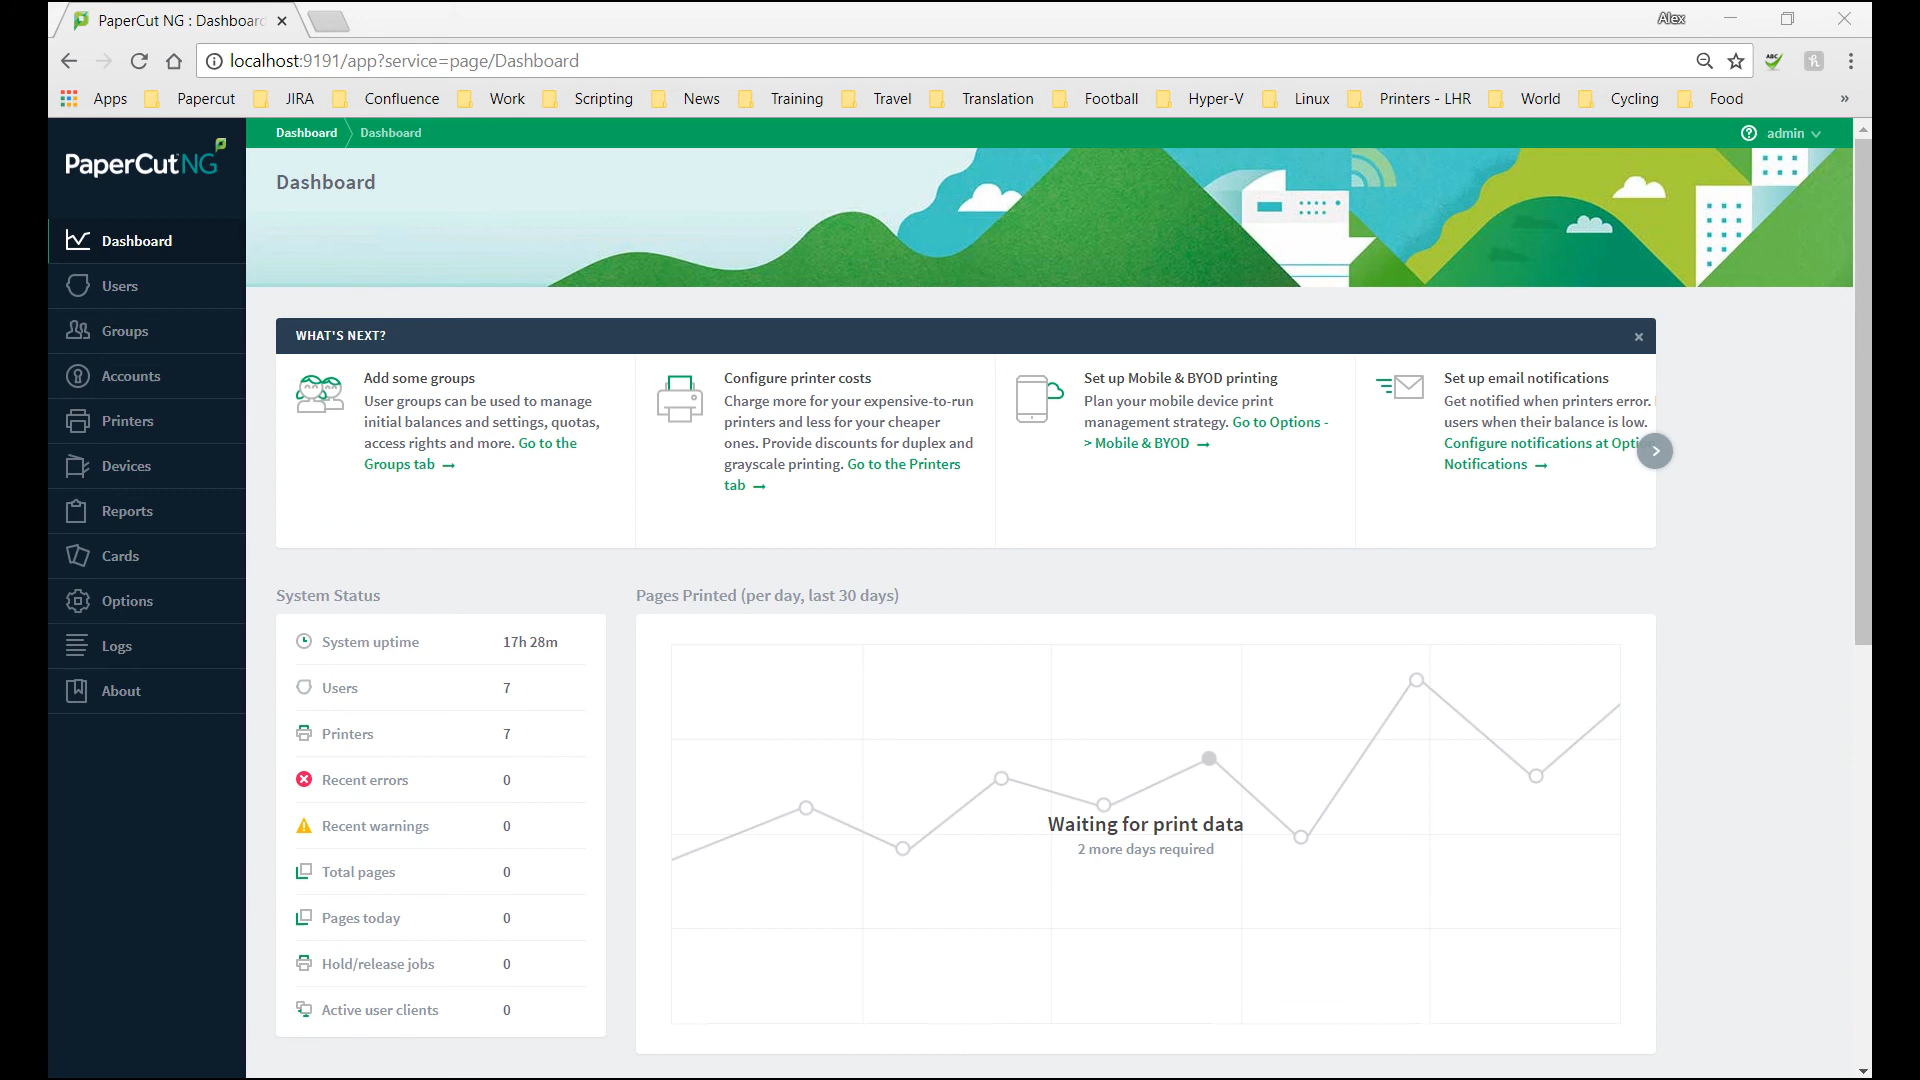 PaperCut NG : Dashboard
Alex
localhost:9191/app?service=page/Dashboard
Apps Papercut JIRA Confluence Work Scripting News Training Travel Translation Football Hyper-V Linux Printers - LHR World Cycling Food »
PaperCut NG
Dashboard Dashboard
admin
Dashboard
Dashboard
Users
Groups
Accounts
Printers
Devices
Reports
Cards
Options
Logs
About
WHAT'S NEXT?
Add some groups
User groups can be used to manage
initial balances and settings, quotas,
access rights and more. Go to the
Groups tab →
Configure printer costs
Charge more for your expensive-to-run
printers and less for your cheaper
ones. Provide discounts for duplex and
grayscale printing. Go to the Printers
tab →
Set up Mobile & BYOD printing
Plan your mobile device print
management strategy. Go to Options -
> Mobile & BYOD →
Set up email notifications
Get notified when printers error.
users when their balance is low.
Configure notifications at Optio
Notifications →
System Status
System uptime 17h 28m
Users 7
Printers 7
Recent errors 0
Recent warnings 0
Total pages 0
Pages today 0
Hold/release jobs 0
Active user clients 0
Pages Printed (per day, last 30 days)
Waiting for print data
2 more days required